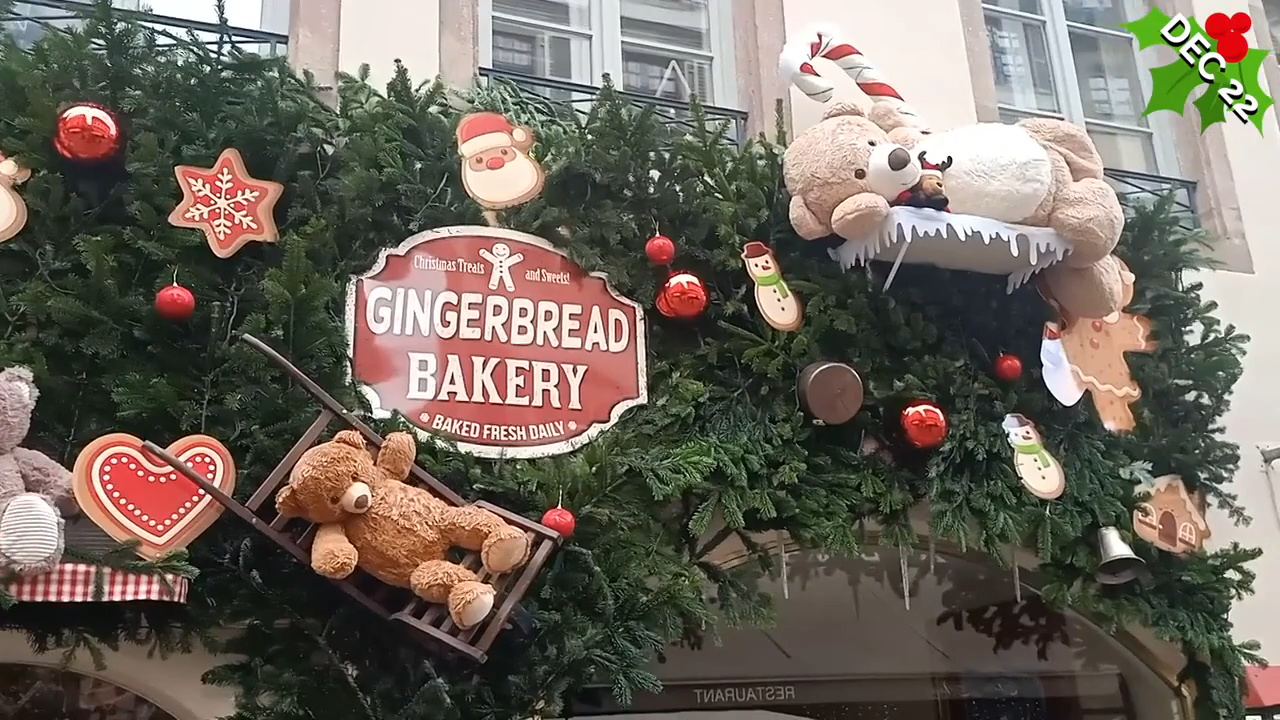 DEC 22
Christmas Treats and Sweets!
GINGERBREAD
BAKERY
BAKED FRESH DAILY
RESTAURANT